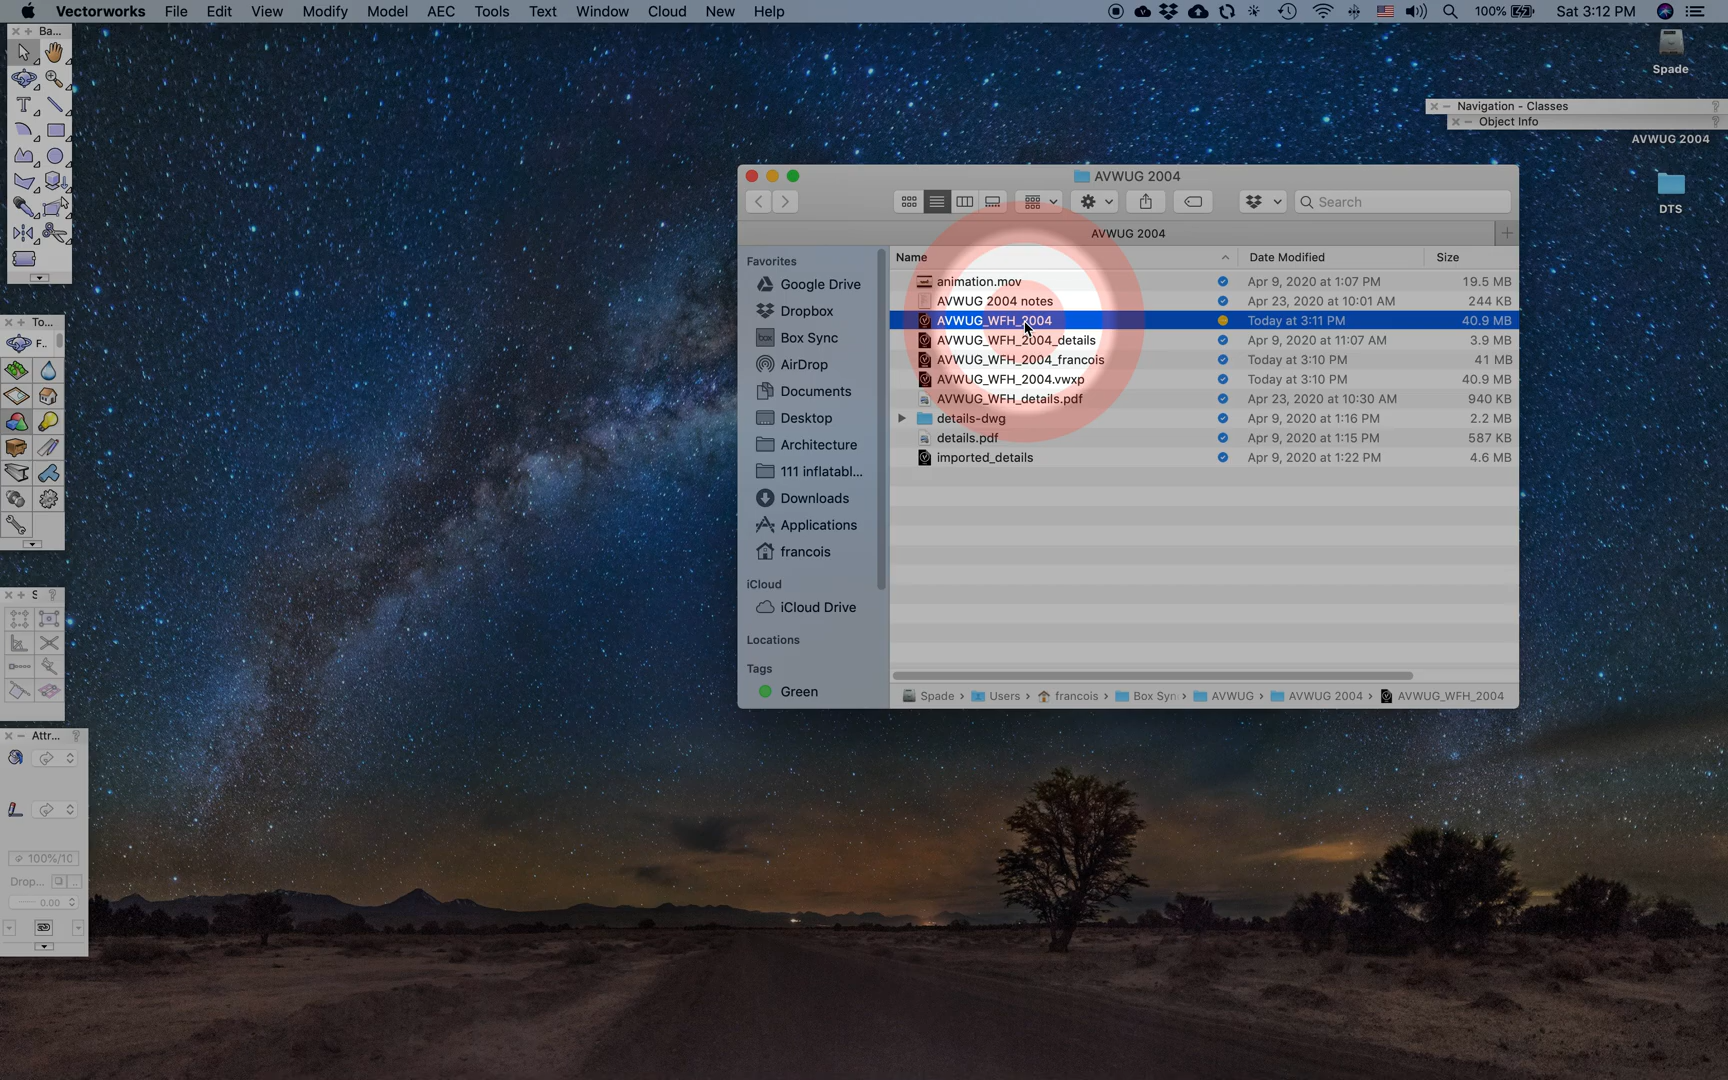 Vectorworks File Edit View Modify Model AEC Tools Text Window Cloud New Help 100% Sat 3:12 PM
Ba...
Spade
Navigation - Classes ?
Object Info ?
AVWUG 2004
DTS
To...
F..
S ?
Attr... ?
100%/10
Drop...
0.00
AVWUG 2004
Search
AVWUG 2004
Favorites
Google Drive
Dropbox
Box Sync
AirDrop
Documents
Desktop
Architecture
111 inflatabl...
Downloads
Applications
francois
iCloud
iCloud Drive
Locations
Tags
Green
Name Date Modified Size
animation.mov Apr 9, 2020 at 1:07 PM 19.5 MB
AVWUG 2004 notes Apr 23, 2020 at 10:01 AM 244 KB
AVWUG_WFH_2004 Today at 3:11 PM 40.9 MB
AVWUG_WFH_2004_details Apr 9, 2020 at 11:07 AM 3.9 MB
AVWUG_WFH_2004_francois Today at 3:10 PM 41 MB
AVWUG_WFH_2004.vwxp Today at 3:10 PM 40.9 MB
AVWUG_WFH_details.pdf Apr 23, 2020 at 10:30 AM 940 KB
details-dwg Apr 9, 2020 at 1:16 PM 2.2 MB
details.pdf Apr 9, 2020 at 1:15 PM 587 KB
imported_details Apr 9, 2020 at 1:22 PM 4.6 MB
Spade › Users › francois › Box Syn › AVWUG › AVWUG 2004 › AVWUG_WFH_2004